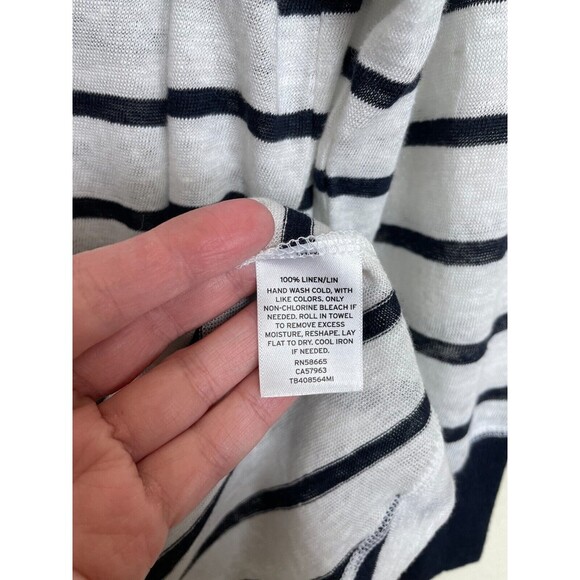 100% LINEN/LIN
HAND WASH COLD, WITH
LIKE COLORS. ONLY
NON-CHLORINE BLEACH IF
NEEDED. ROLL IN TOWEL
TO REMOVE EXCESS
MOISTURE, RESHAPE. LAY
FLAT TO DRY. COOL IRON
IF NEEDED.
RN58665
CA57963
TB408564MI